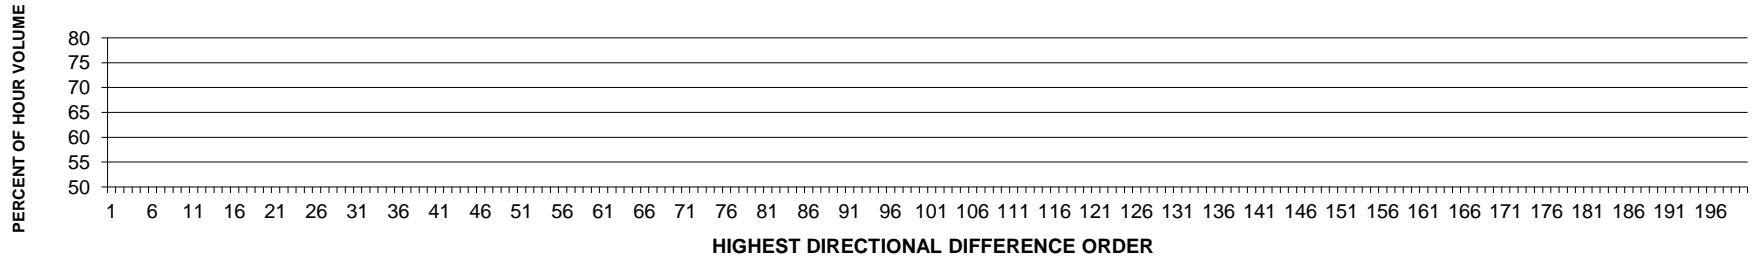 PERCENT OF HOUR VOLUME
80
75
70
65
60
55
50
1 6 11 16 21 26 31 36 41 46 51 56 61 66 71 76 81 86 91 96 101 106 111 116 121 126 131 136 141 146 151 156 161 166 171 176 181 186 191 196
HIGHEST DIRECTIONAL DIFFERENCE ORDER